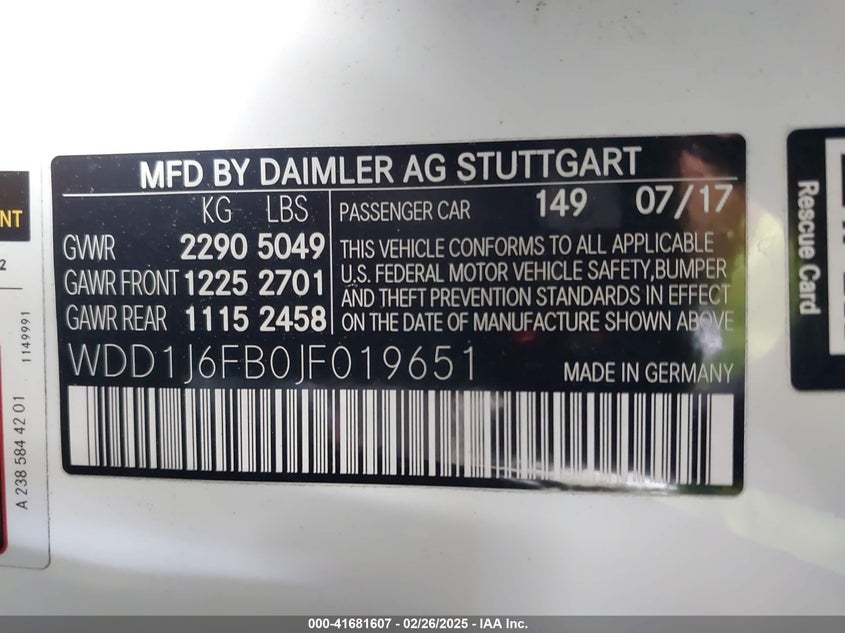 MFD BY DAIMLER AG STUTTGART
KG LBS
GVWR 2290 5049
GAWR FRONT 1225 2701
GAWR REAR 1115 2458
PASSENGER CAR 149 07/17
THIS VEHICLE CONFORMS TO ALL APPLICABLE
U.S. FEDERAL MOTOR VEHICLE SAFETY,BUMPER
AND THEFT PREVENTION STANDARDS IN EFFECT
ON THE DATE OF MANUFACTURE SHOWN ABOVE
WDD1J6FB0JF019651
MADE IN GERMANY
NT
2
1149991
A 238 584 42 01
Rescue Card
000-41681607 - 02/26/2025 - IAA Inc.